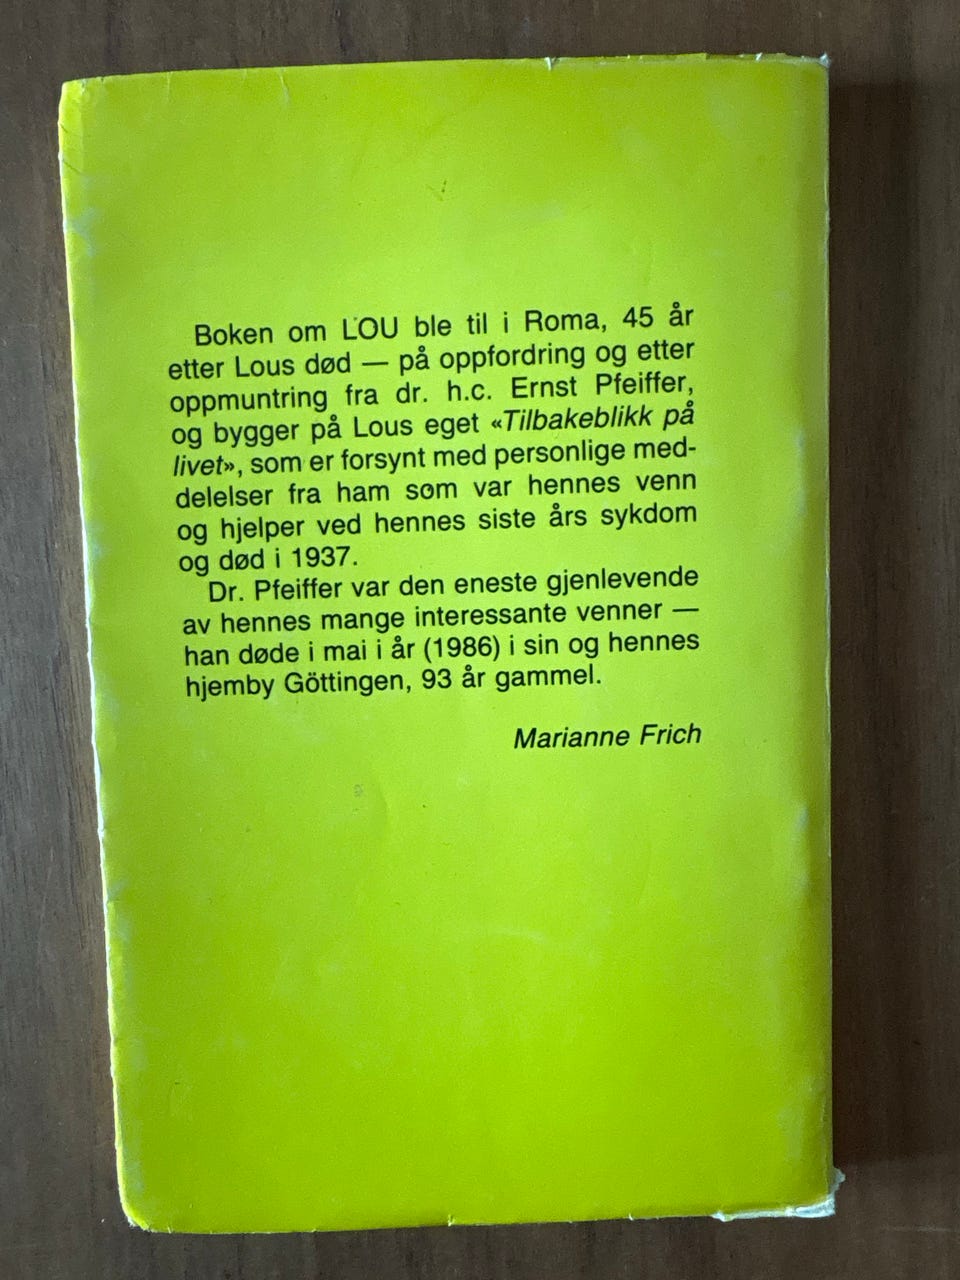 Boken om LOU ble til i Roma, 45 år
etter Lous død — på oppfordring og etter
oppmuntring fra dr. h.c. Ernst Pfeiffer,
og bygger på Lous eget «Tilbakeblikk på
livet», som er forsynt med personlige med-
delelser fra ham som var hennes venn
og hjelper ved hennes siste års sykdom
og død i 1937.
Dr. Pfeiffer var den eneste gjenlevende
av hennes mange interessante venner —
han døde i mai i år (1986) i sin og hennes
hjemby Göttingen, 93 år gammel.
Marianne Frich